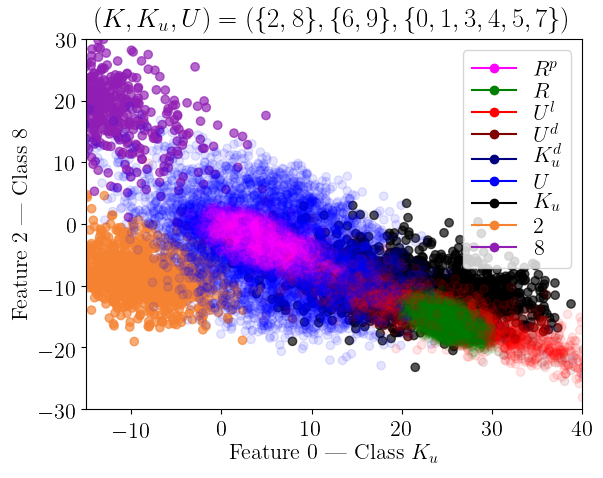 (K, K_u, U) = ({2, 8}, {6, 9}, {0, 1, 3, 4, 5, 7})
R^p
R
U^l
U^d
K_u^d
U
K_u
2
8
Feature 2 — Class 8
30
20
10
0
−10
−20
−30
−10 0 10 20 30 40
Feature 0 — Class K_u